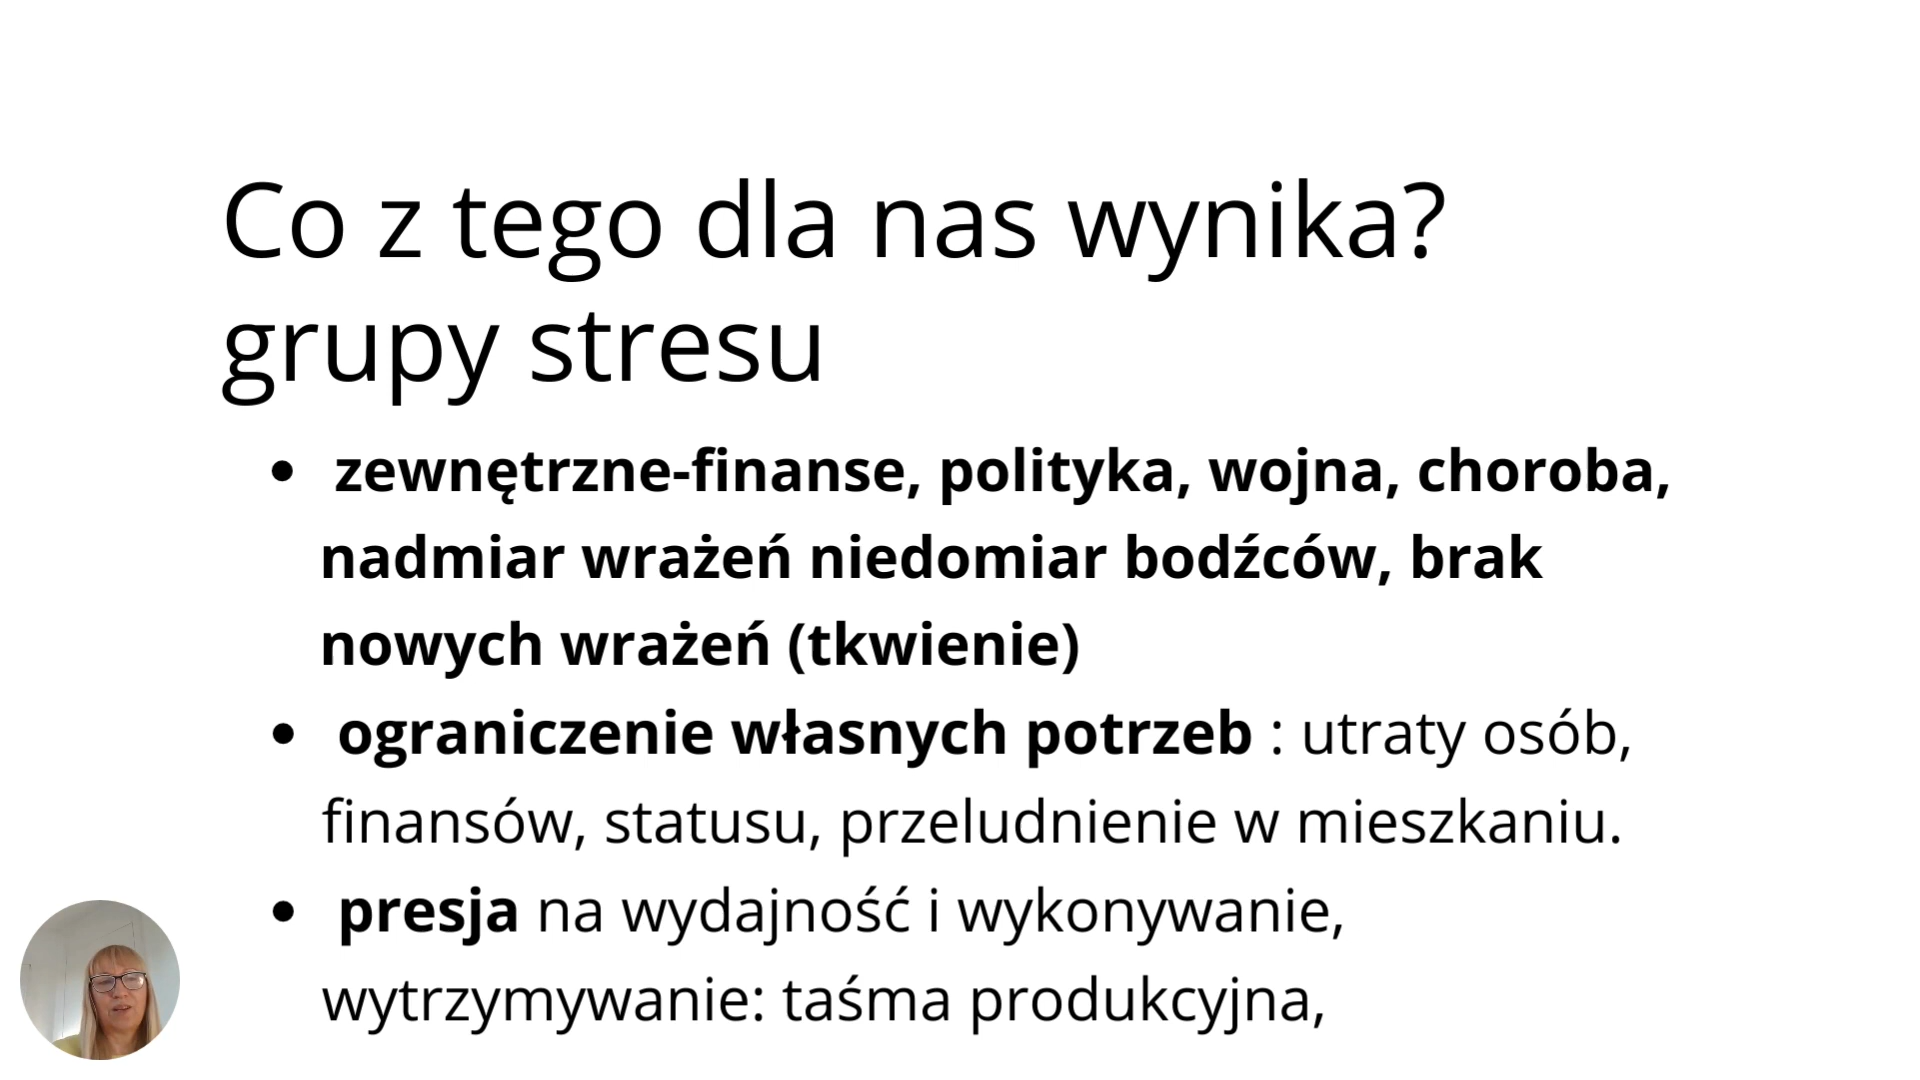 Co z tego dla nas wynika?
grupy stresu
• zewnętrzne-finanse, polityka, wojna, choroba,
nadmiar wrażeń niedomiar bodźców, brak
nowych wrażeń (tkwienie)
• ograniczenie własnych potrzeb : utraty osób,
finansów, statusu, przeludnienie w mieszkaniu.
• presja na wydajność i wykonywanie,
wytrzymywanie: taśma produkcyjna,